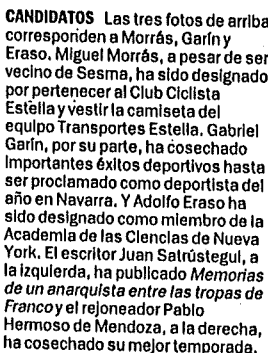 CANDIDATOS Las tres fotos de arriba
corresponden a Morrás, Garín y
Eraso. Miguel Morrás, a pesar de ser
vecino de Sesma, ha sido designado
por pertenecer al Club Ciclista
Estella y vestir la camiseta del
equipo Transportes Estella. Gabriel
Garín, por su parte, ha cosechado
importantes éxitos deportivos hasta
ser proclamado como deportista del
año en Navarra. Y Adolfo Eraso ha
sido designado como miembro de la
Academia de las Ciencias de Nueva
York. El escritor Juan Satrústegui, a
la izquierda, ha publicado Memorias
de un anarquista entre las tropas de
Franco y el rejoneador Pablo
Hermoso de Mendoza, a la derecha,
ha cosechado su mejor temporada.